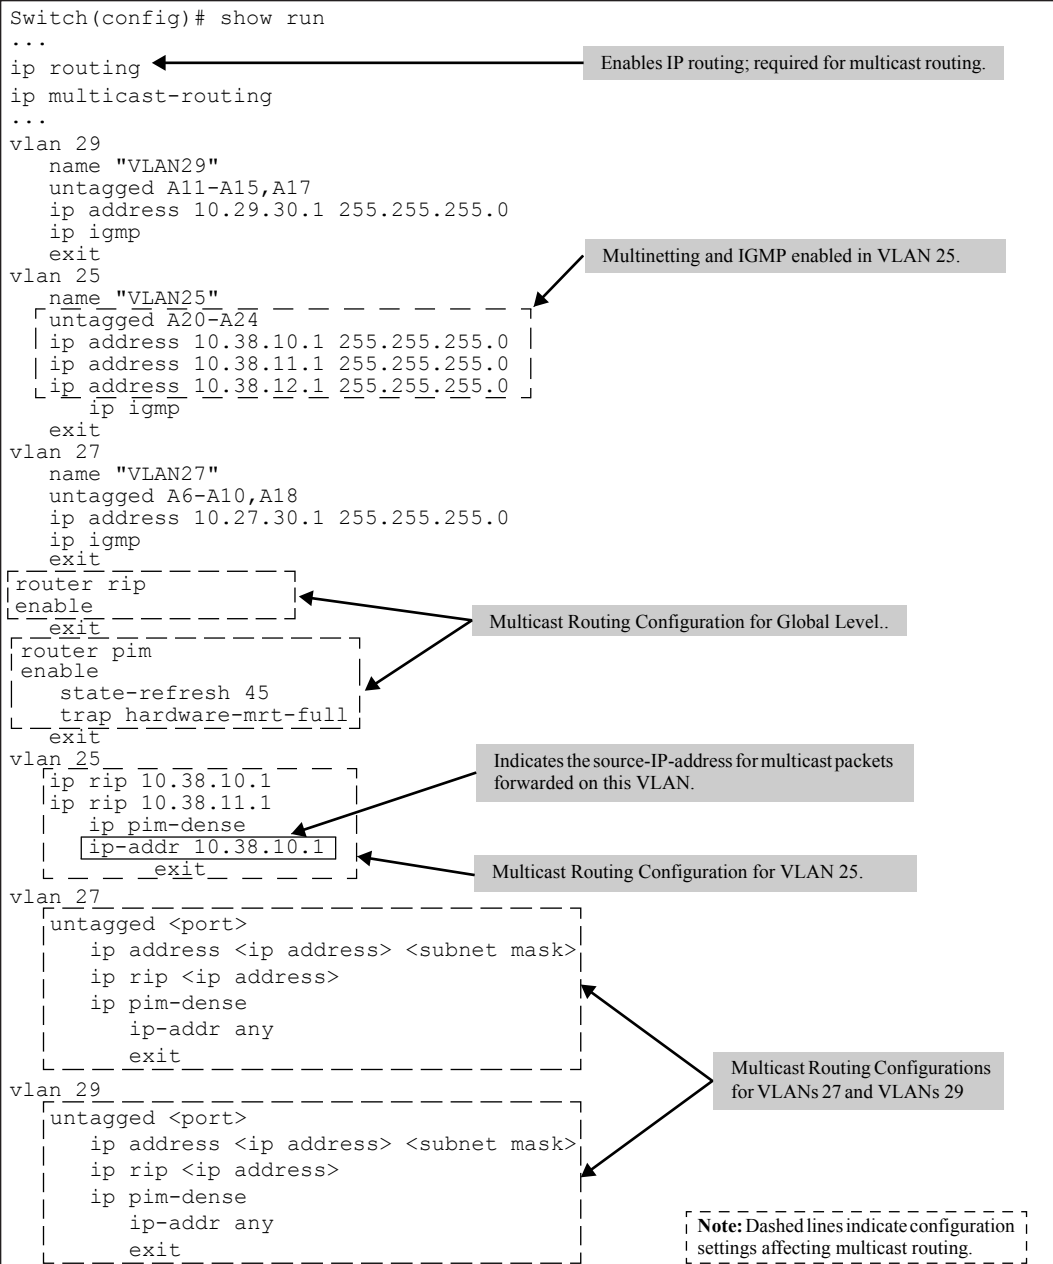 Switch(config)# show run
...
ip routing
Enables IP routing; required for multicast routing.
ip multicast-routing
...
vlan 29
name "VLAN29"
untagged A11-A15,A17
ip address 10.29.30.1 255.255.255.0
ip igmp
exit
Multinetting and IGMP enabled in VLAN 25.
vlan 25
name "VLAN25"
untagged A20-A24
ip address 10.38.10.1 255.255.255.0
ip address 10.38.11.1 255.255.255.0
ip address 10.38.12.1 255.255.255.0
ip igmp
exit
vlan 27
name "VLAN27"
untagged A6-A10,A18
ip address 10.27.30.1 255.255.255.0
ip igmp
exit
router rip
enable
exit
Multicast Routing Configuration for Global Level..
router pim
enable
state-refresh 45
trap hardware-mrt-full
exit
vlan 25
Indicates the source-IP-address for multicast packets
forwarded on this VLAN.
ip rip 10.38.10.1
ip rip 10.38.11.1
ip pim-dense
ip-addr 10.38.10.1
exit
Multicast Routing Configuration for VLAN 25.
vlan 27
untagged <port>
ip address <ip address> <subnet mask>
ip rip <ip address>
ip pim-dense
ip-addr any
exit
Multicast Routing Configurations
for VLANs 27 and VLANs 29
vlan 29
untagged <port>
ip address <ip address> <subnet mask>
ip rip <ip address>
ip pim-dense
ip-addr any
exit
Note: Dashed lines indicate configuration
settings affecting multicast routing.